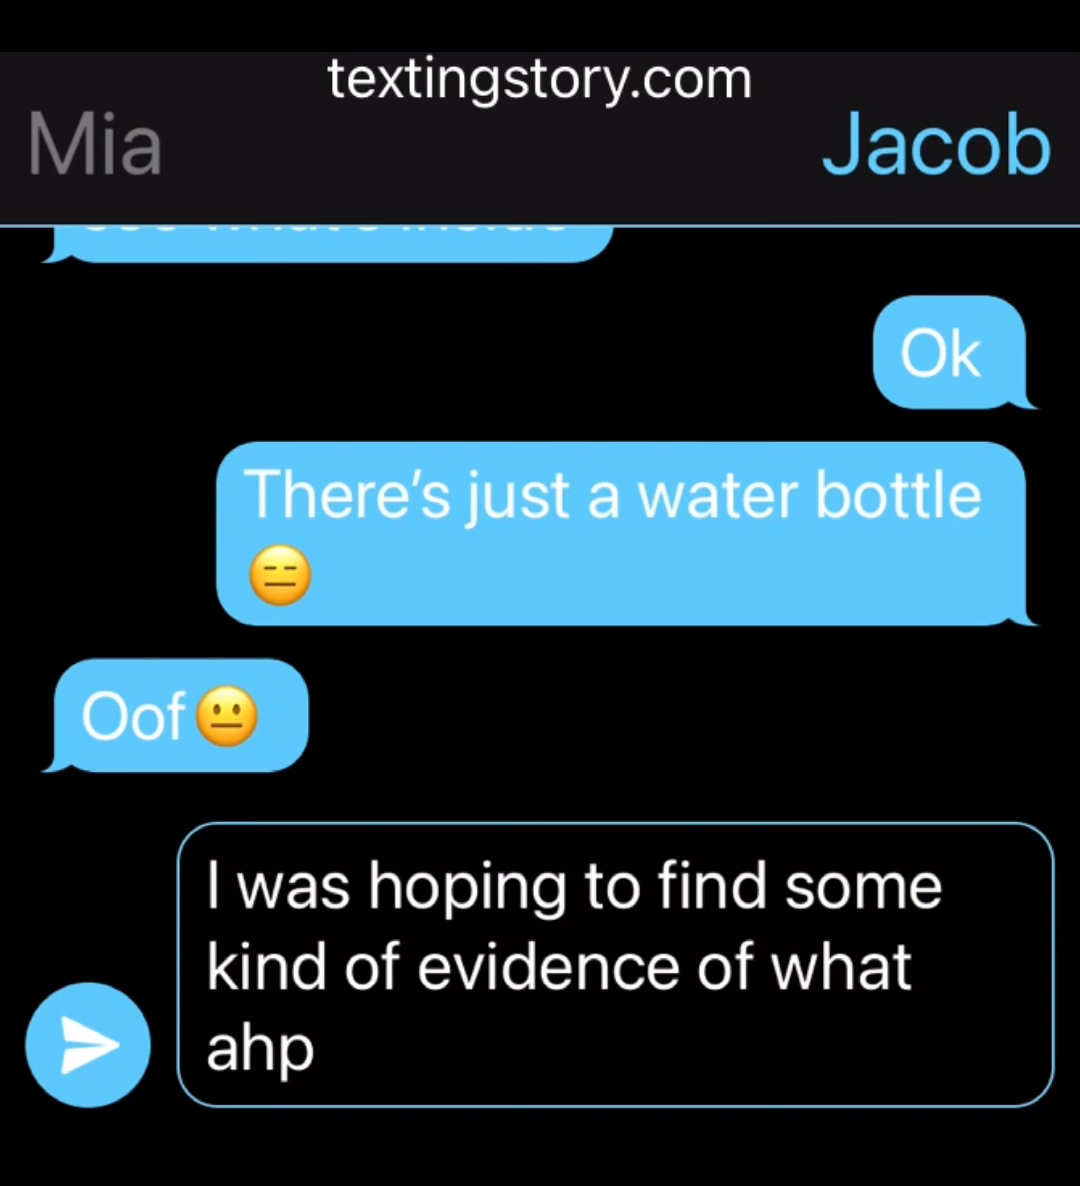 textingstory.com
Mia
Jacob
Ok
There's just a water bottle
😑
Oof😐
I was hoping to find some
kind of evidence of what
ahp